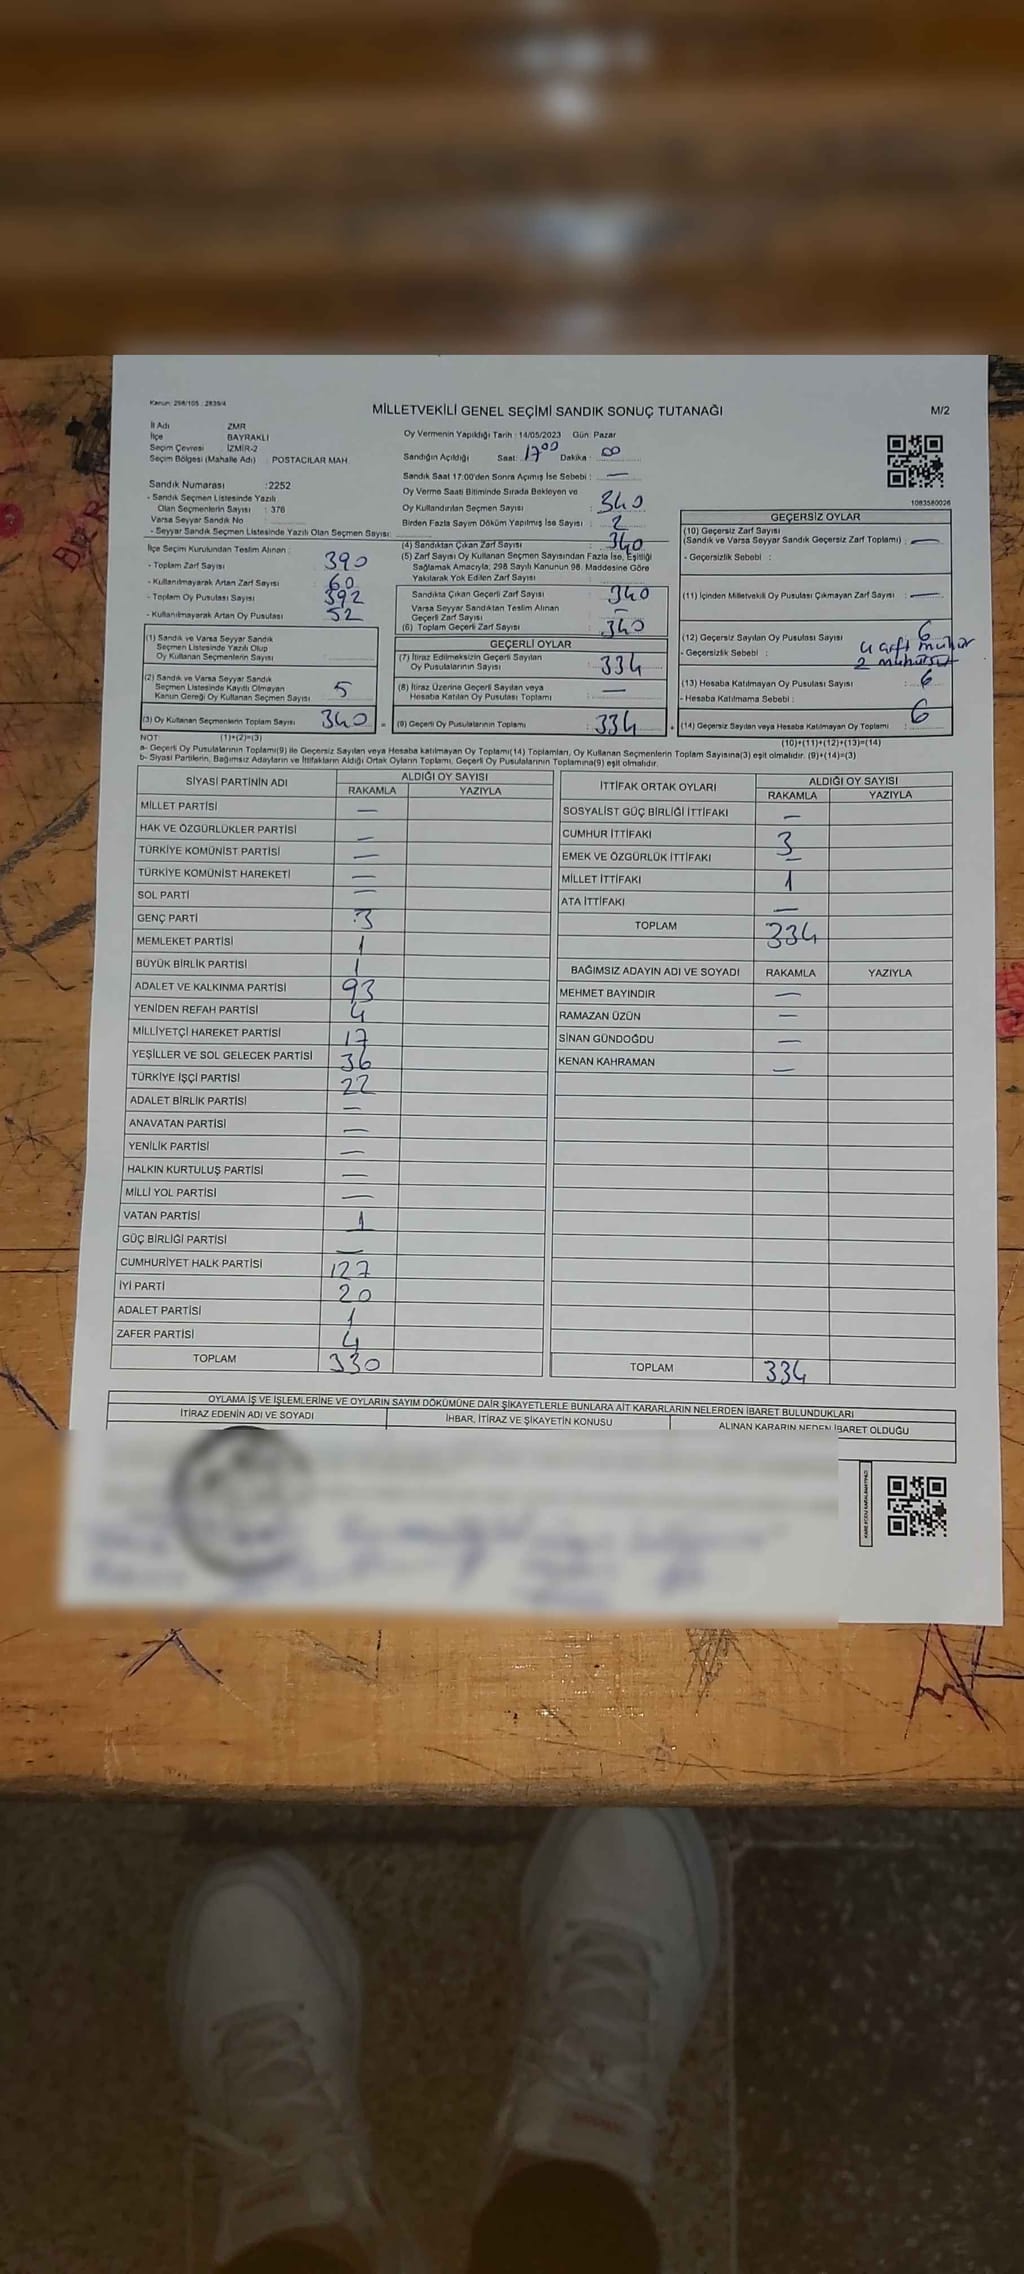 Kanun: 298/105 : 2839/4
MİLLETVEKİLİ GENEL SEÇİMİ SANDIK SONUÇ TUTANAĞI
M/2
İl Adı ZMR
İlçe BAYRAKLI
Seçim Çevresi : İZMİR-2
Seçim Bölgesi (Mahalle Adı) : POSTACILAR MAH.
Sandık Numarası :2252
- Sandık Seçmen Listesinde Yazılı
Olan Seçmenlerin Sayısı : 376
Varsa Seyyar Sandık No
- Seyyar Sandık Seçmen Listesinde Yazılı Olan Seçmen Sayısı
İlçe Seçim Kurulundan Teslim Alınan :
- Toplam Zarf Sayısı 390
- Kullanılmayarak Artan Zarf Sayısı : 60
- Toplam Oy Pusulası Sayısı 392
- Kullanılmayarak Artan Oy Pusulası : 52
(1) Sandık ve Varsa Seyyar Sandık
Seçmen Listesinde Yazılı Olup
Oy Kullanan Seçmenlerin Sayısı
(2) Sandık ve Varsa Seyyar Sandık
Seçmen Listesinde Kayıtlı Olmayan
Kanun Gereği Oy Kullanan Seçmen Sayısı 5
(3) Oy Kullanan Seçmenlerin Toplam Sayısı 340 =
Oy Vermenin Yapıldığı Tarih : 14/05/2023 Gün: Pazar
Sandığın Açıldığı Saat: 17 00 Dakika : 00
Sandık Saat 17:00'den Sonra Açmış İse Sebebi : —
Oy Verme Saati Bitiminde Sırada Bekleyen ve
Oy Kullandırılan Seçmen Sayısı : 340
Birden Fazla Sayım Döküm Yapılmış İse Sayısı : 2
(4) Sandıktan Çıkan Zarf Sayısı : 340
(5) Zarf Sayısı Oy Kullanan Seçmen Sayısından Fazla İse, Eşitliği
Sağlamak Amacıyla; 298 Sayılı Kanunun 98. Maddesine Göre
Yakılarak Yok Edilen Zarf Sayısı
Sandıkta Çıkan Geçerli Zarf Sayısı : 340
Varsa Seyyar Sandıktan Teslim Alınan
Geçerli Zarf Sayısı : —
(6) Toplam Geçerli Zarf Sayısı : 340
GEÇERLİ OYLAR
(7) İtiraz Edilmeksizin Geçerli Sayılan
Oy Pusulalarının Sayısı : 334
(8) İtiraz Üzerine Geçerli Sayılan veya
Hesaba Katılan Oy Pusulası Toplamı : —
(9) Geçerli Oy Pusulalarının Toplamı 334 +
1083580026
GEÇERSİZ OYLAR
(10) Geçersiz Zarf Sayısı
(Sandık ve Varsa Seyyar Sandık Geçersiz Zarf Toplamı) : —
- Geçersizlik Sebebi :
(11) İçinden Milletvekili Oy Pusulası Çıkmayan Zarf Sayısı : —
(12) Geçersiz Sayılan Oy Pusulası Sayısı 6
- Geçersizlik Sebebi : 4 çift mühür
2 mühürsüz
(13) Hesaba Katılmayan Oy Pusulası Sayısı : 6
- Hesaba Katılmama Sebebi :
(14) Geçersiz Sayılan veya Hesaba Katılmayan Oy Toplamı : 6
NOT (1)+(2)=(3)
(10)+(11)+(12)+(13)=(14)
a- Geçerli Oy Pusulalarının Toplamı(9) ile Geçersiz Sayılan veya Hesaba katılmayan Oy Toplamı(14) Toplamları, Oy Kullanan Seçmenlerin Toplam Sayısına(3) eşit olmalıdır. (9)+(14)=(3)
b- Siyasi Partilerin, Bağımsız Adayların ve İttifakların Aldığı Ortak Oyların Toplamı, Geçerli Oy Pusulalarının Toplamına(9) eşit olmalıdır.
SİYASİ PARTİNİN ADI ALDIĞI OY SAYISI
RAKAMLA YAZIYLA
MİLLET PARTİSİ —
HAK VE ÖZGÜRLÜKLER PARTİSİ —
TÜRKİYE KOMÜNİST PARTİSİ —
TÜRKİYE KOMÜNİST HAREKETİ —
SOL PARTİ —
GENÇ PARTİ 3
MEMLEKET PARTİSİ 1
BÜYÜK BİRLİK PARTİSİ 1
ADALET VE KALKINMA PARTİSİ 93
YENİDEN REFAH PARTİSİ 4
MİLLİYETÇİ HAREKET PARTİSİ 17
YEŞİLLER VE SOL GELECEK PARTİSİ 36
TÜRKİYE İŞÇİ PARTİSİ 22
ADALET BİRLİK PARTİSİ —
ANAVATAN PARTİSİ —
YENİLİK PARTİSİ —
HALKIN KURTULUŞ PARTİSİ —
MİLLİ YOL PARTİSİ —
VATAN PARTİSİ 1
GÜÇ BİRLİĞİ PARTİSİ —
CUMHURİYET HALK PARTİSİ 127
İYİ PARTİ 20
ADALET PARTİSİ 1
ZAFER PARTİSİ 4
TOPLAM 330
İTTİFAK ORTAK OYLARI ALDIĞI OY SAYISI
RAKAMLA YAZIYLA
SOSYALİST GÜÇ BİRLİĞİ İTTİFAKI —
CUMHUR İTTİFAKI 3
EMEK VE ÖZGÜRLÜK İTTİFAKI —
MİLLET İTTİFAKI 1
ATA İTTİFAKI —
TOPLAM 334
BAĞIMSIZ ADAYIN ADI VE SOYADI RAKAMLA YAZIYLA
MEHMET BAYINDIR —
RAMAZAN ÜZÜN —
SİNAN GÜNDOĞDU —
KENAN KAHRAMAN —
TOPLAM 334
OYLAMA İŞ VE İŞLEMLERİNE VE OYLARIN SAYIM DÖKÜMÜNE DAİR ŞİKAYETLERLE BUNLARA AİT KARARLARIN NELERDEN İBARET BULUNDUKLARI
İTİRAZ EDENİN ADI VE SOYADI İHBAR, İTİRAZ VE ŞİKAYETİN KONUSU ALINAN KARARIN NEDEN İBARET OLDUĞU